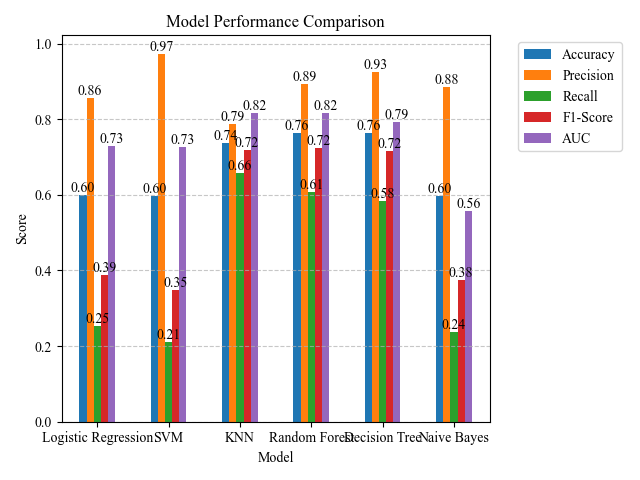 Model Performance Comparison
Accuracy
Precision
Recall
F1-Score
AUC
Score
1.0
0.8
0.6
0.4
0.2
0.0
0.60 0.86 0.25 0.39 0.73
0.60 0.97 0.21 0.35 0.73
0.74 0.79 0.66 0.72 0.82
0.76 0.89 0.61 0.72 0.82
0.76 0.93 0.58 0.72 0.79
0.60 0.88 0.24 0.38 0.56
Logistic Regression SVM KNN Random Forest Decision Tree Naive Bayes
Model